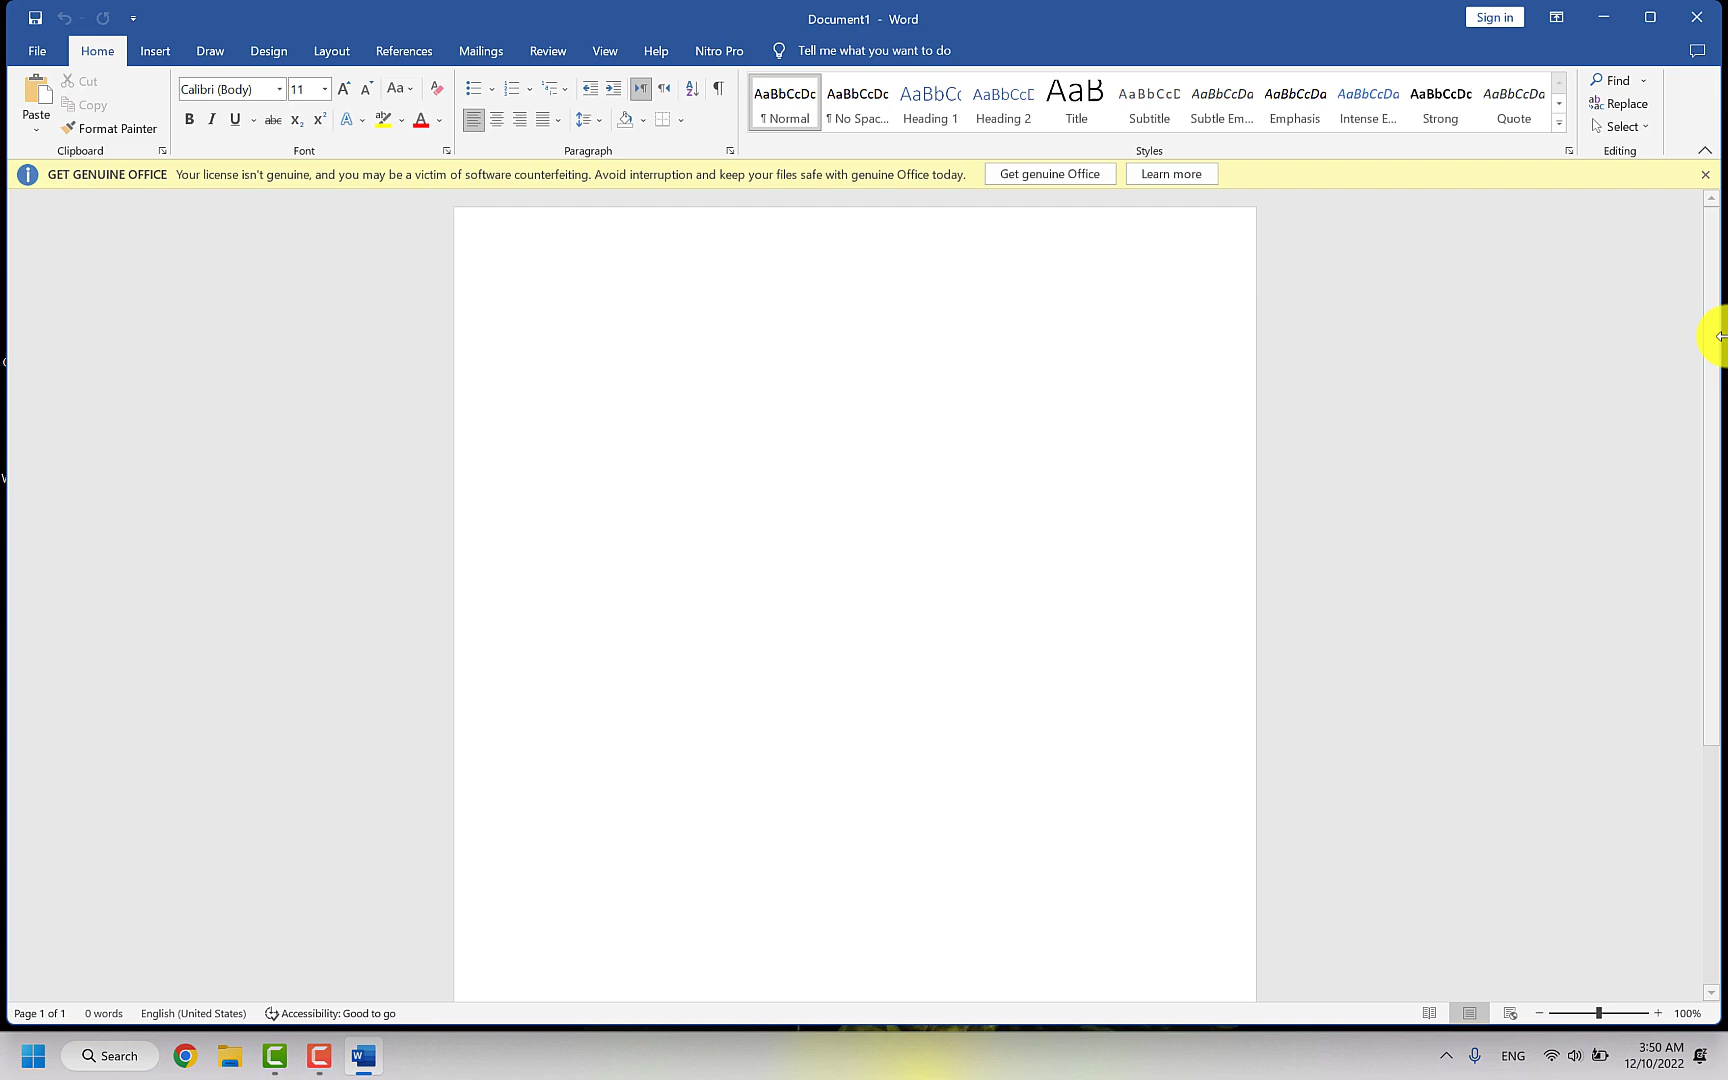 Document1 - Word
Sign in
File Home Insert Draw Design Layout References Mailings Review View Help Nitro Pro Tell me what you want to do
Paste
Cut
Copy
Format Painter
Clipboard
Calibri (Body) 11
Aa
B I U abc X₂ X² A A
Font
Paragraph
AaBbCcDc AaBbCcDc AaBbCc AaBbCcD AaB AaBbCcD AaBbCcDa AaBbCcDa AaBbCcDa AaBbCcDc AaBbCcDa
¶ Normal ¶ No Spac... Heading 1 Heading 2 Title Subtitle Subtle Em... Emphasis Intense E... Strong Quote
Styles
Find
Replace
Select
Editing
GET GENUINE OFFICE Your license isn't genuine, and you may be a victim of software counterfeiting. Avoid interruption and keep your files safe with genuine Office today. Get genuine Office Learn more
Page 1 of 1 0 words English (United States) Accessibility: Good to go 100%
Search
ENG
3:50 AM
12/10/2022